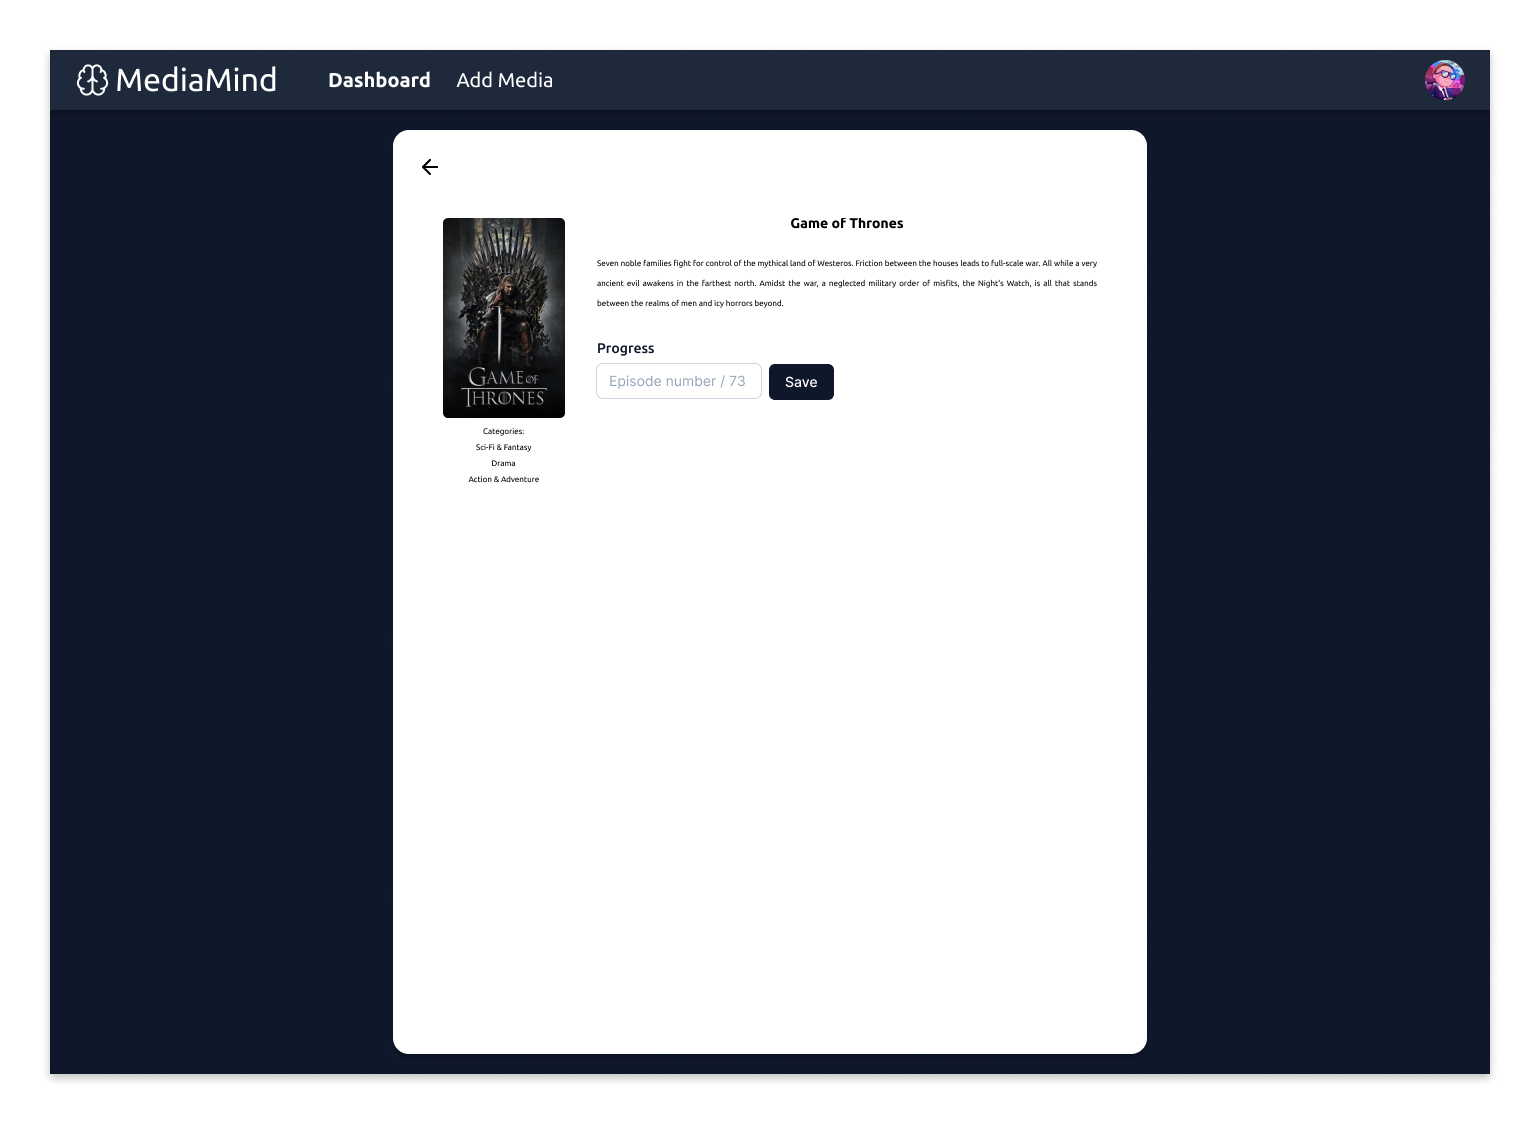 MediaMind
Dashboard
Add Media
Game of Thrones
Seven noble families fight for control of the mythical land of Westeros. Friction between the houses leads to full-scale war. All while a very
ancient evil awakens in the farthest north. Amidst the war, a neglected military order of misfits, the Night's Watch, is all that stands
between the realms of men and icy horrors beyond.
Progress
Episode number / 73
Save
GAME OF
THRONES
Categories:
Sci-Fi & Fantasy
Drama
Action & Adventure